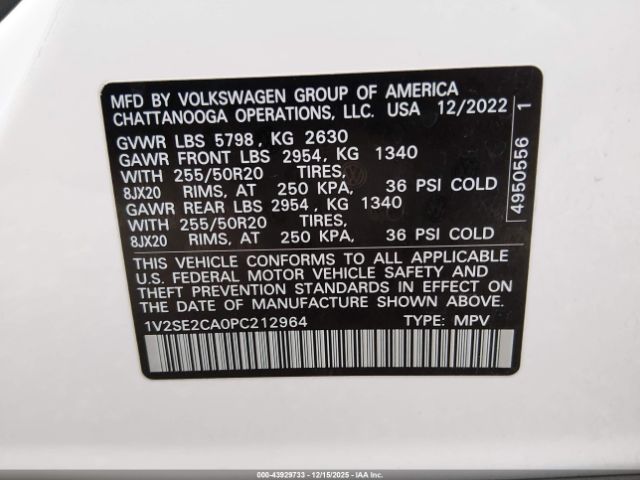 MFD BY VOLKSWAGEN GROUP OF AMERICA
CHATTANOOGA OPERATIONS, LLC. USA 12/2022
GVWR LBS 5798, KG 2630
GAWR FRONT LBS 2954, KG 1340
WITH 255/50R20 TIRES,
8JX20 RIMS, AT 250 KPA, 36 PSI COLD
GAWR REAR LBS 2954, KG 1340
WITH 255/50R20 TIRES,
8JX20 RIMS, AT 250 KPA, 36 PSI COLD
THIS VEHICLE CONFORMS TO ALL APPLICABLE
U.S. FEDERAL MOTOR VEHICLE SAFETY AND
THEFT PREVENTION STANDARDS IN EFFECT ON
THE DATE OF MANUFACTURE SHOWN ABOVE.
1V2SE2CA0PC212964 TYPE: MPV
4950556 1
000-43929733 - 12/15/2025 - COPYRIGHT IAA, LLC